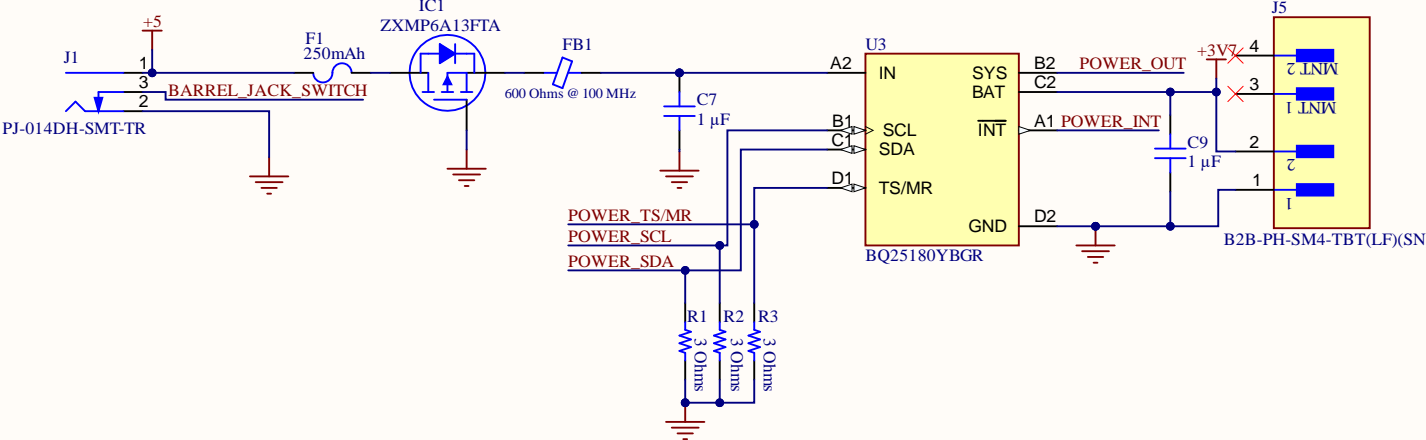 IC1
ZXMP6A13FTA
J5
+5
F1
250mAh
J1
FB1
U3
+3V7
1
A2
IN
SYS
B2
POWER_OUT
4
MNT 2
BAT
C2
3
BARREL_JACK_SWITCH
2
600 Ohms @ 100 MHz
3
MNT 1
PJ-014DH-SMT-TR
C7
1 µF
B1
SCL
INT
A1
POWER_INT
C1
SDA
C9
1 µF
2
2
D1
TS/MR
1
1
POWER_TS/MR
GND
D2
POWER_SCL
B2B-PH-SM4-TBT(LF)(SN
POWER_SDA
BQ25180YBGR
R1
3 Ohms
R2
3 Ohms
R3
3 Ohms